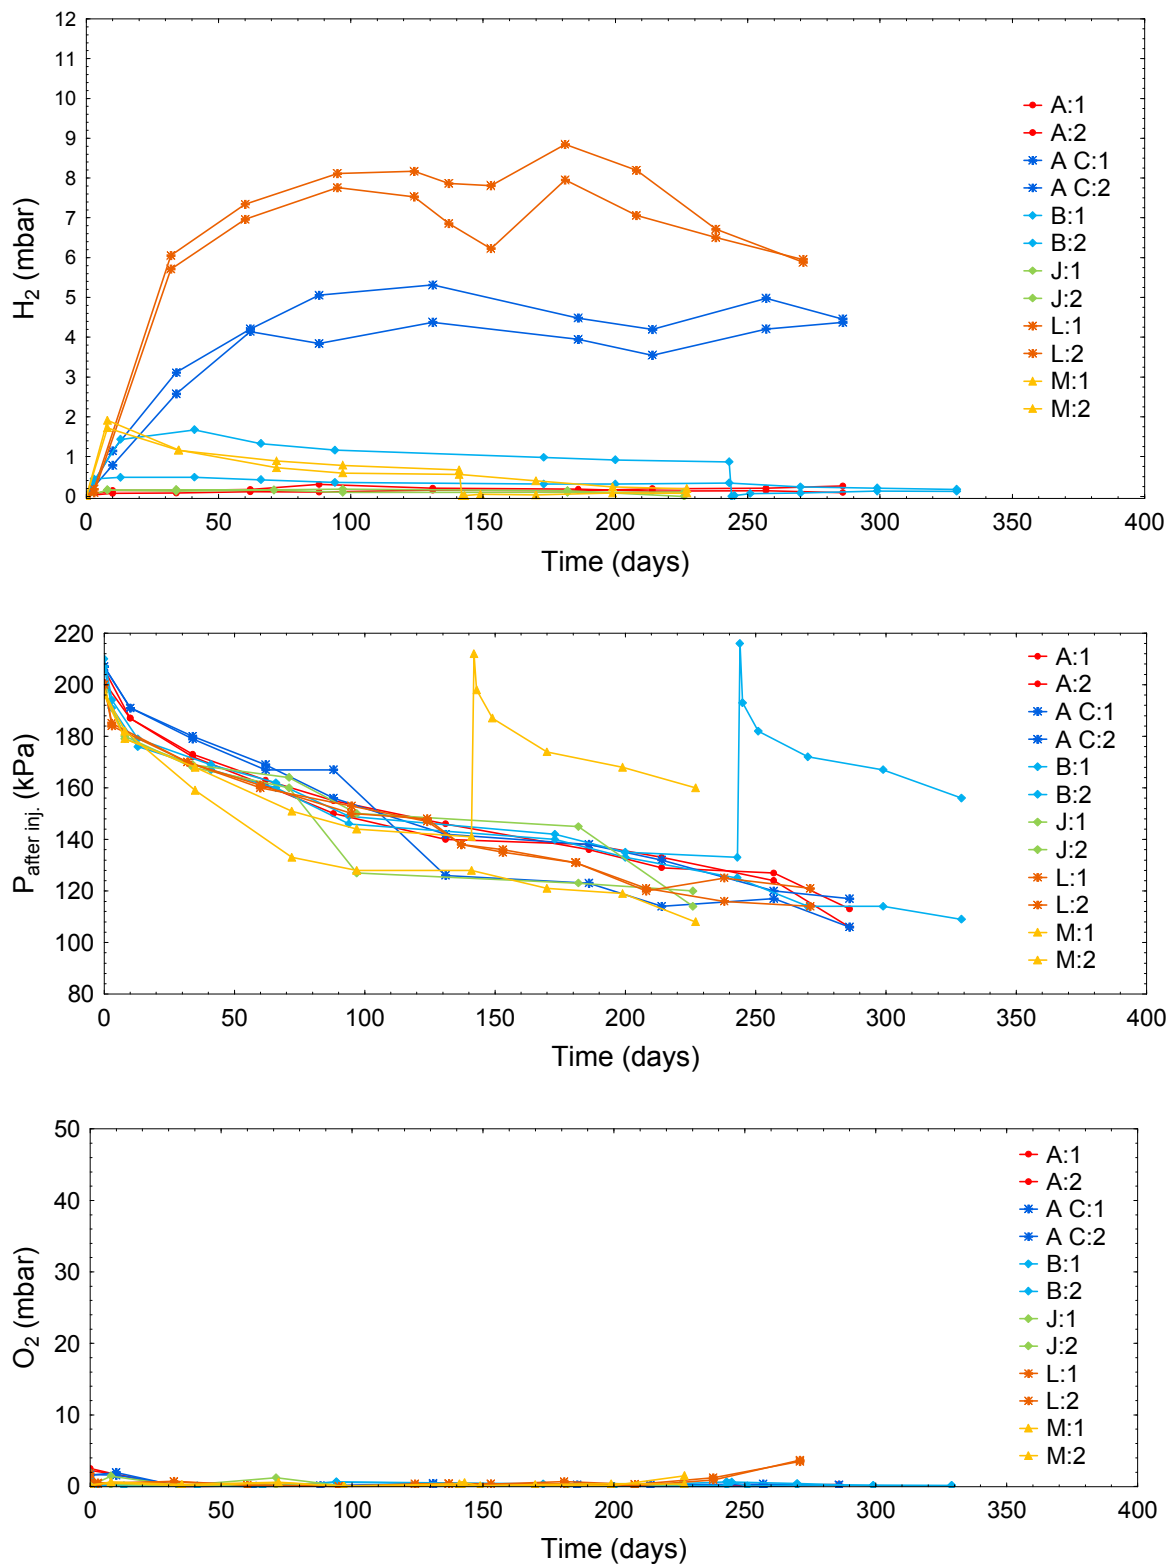 12
11
10
9
8
7
6
5
4
3
2
1
0
H2 (mbar)
A:1
A:2
A C:1
A C:2
B:1
B:2
J:1
J:2
L:1
L:2
M:1
M:2
0 50 100 150 200 250 300 350 400
Time (days)
220
200
180
160
140
120
100
80
Pafter inj. (kPa)
A:1
A:2
A C:1
A C:2
B:1
B:2
J:1
J:2
L:1
L:2
M:1
M:2
0 50 100 150 200 250 300 350 400
Time (days)
50
40
30
20
10
0
O2 (mbar)
A:1
A:2
A C:1
A C:2
B:1
B:2
J:1
J:2
L:1
L:2
M:1
M:2
0 50 100 150 200 250 300 350 400
Time (days)